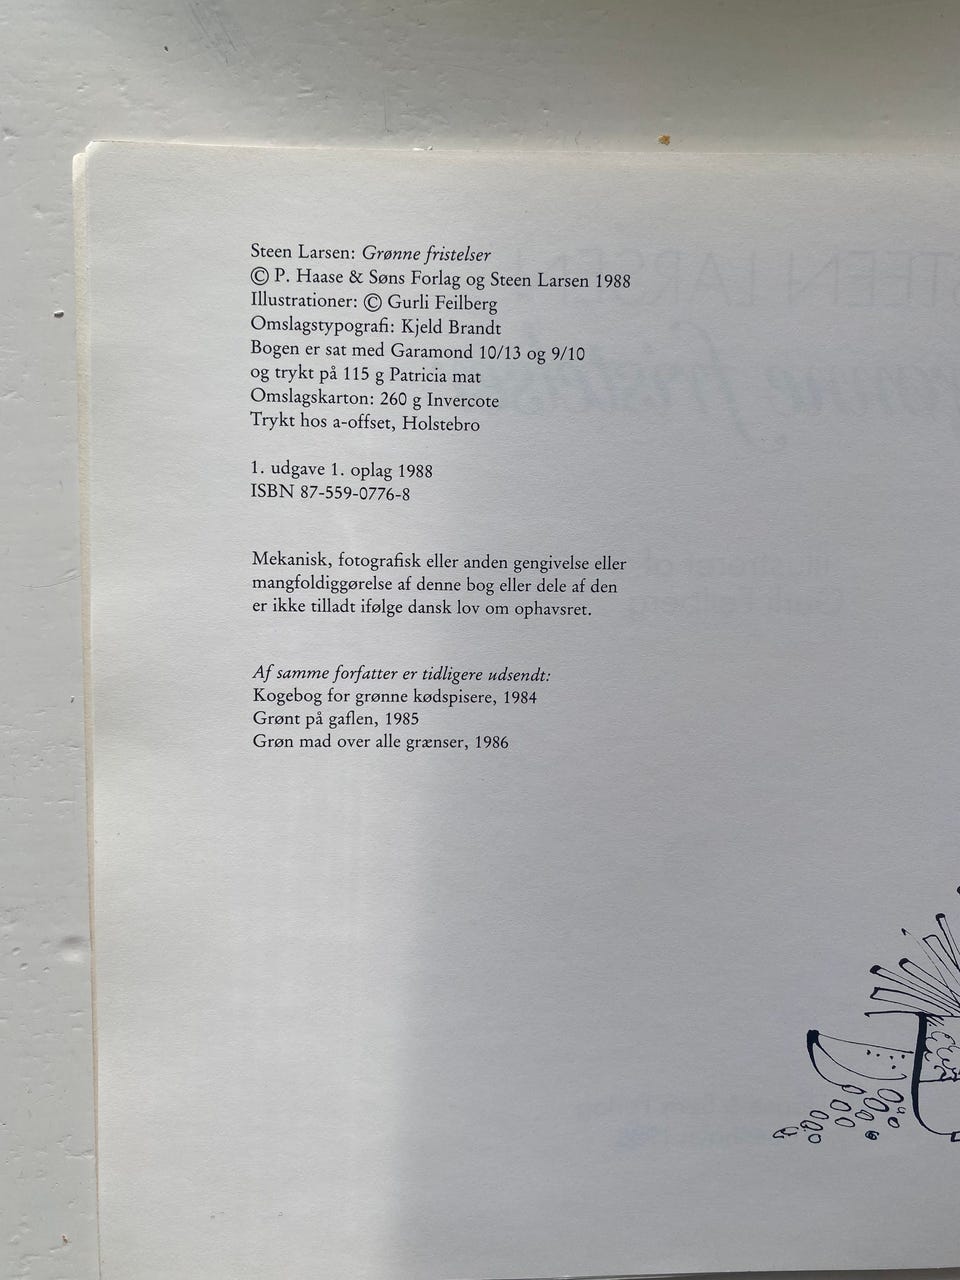 Steen Larsen: Grønne fristelser
© P. Haase & Søns Forlag og Steen Larsen 1988
Illustrationer: © Gurli Feilberg
Omslagstypografi: Kjeld Brandt
Bogen er sat med Garamond 10/13 og 9/10
og trykt på 115 g Patricia mat
Omslagskarton: 260 g Invercote
Trykt hos a-offset, Holstebro
1. udgave 1. oplag 1988
ISBN 87-559-0776-8
Mekanisk, fotografisk eller anden gengivelse eller
mangfoldiggørelse af denne bog eller dele af den
er ikke tilladt ifølge dansk lov om ophavsret.
Af samme forfatter er tidligere udsendt:
Kogebog for grønne kødspisere, 1984
Grønt på gaflen, 1985
Grøn mad over alle grænser, 1986